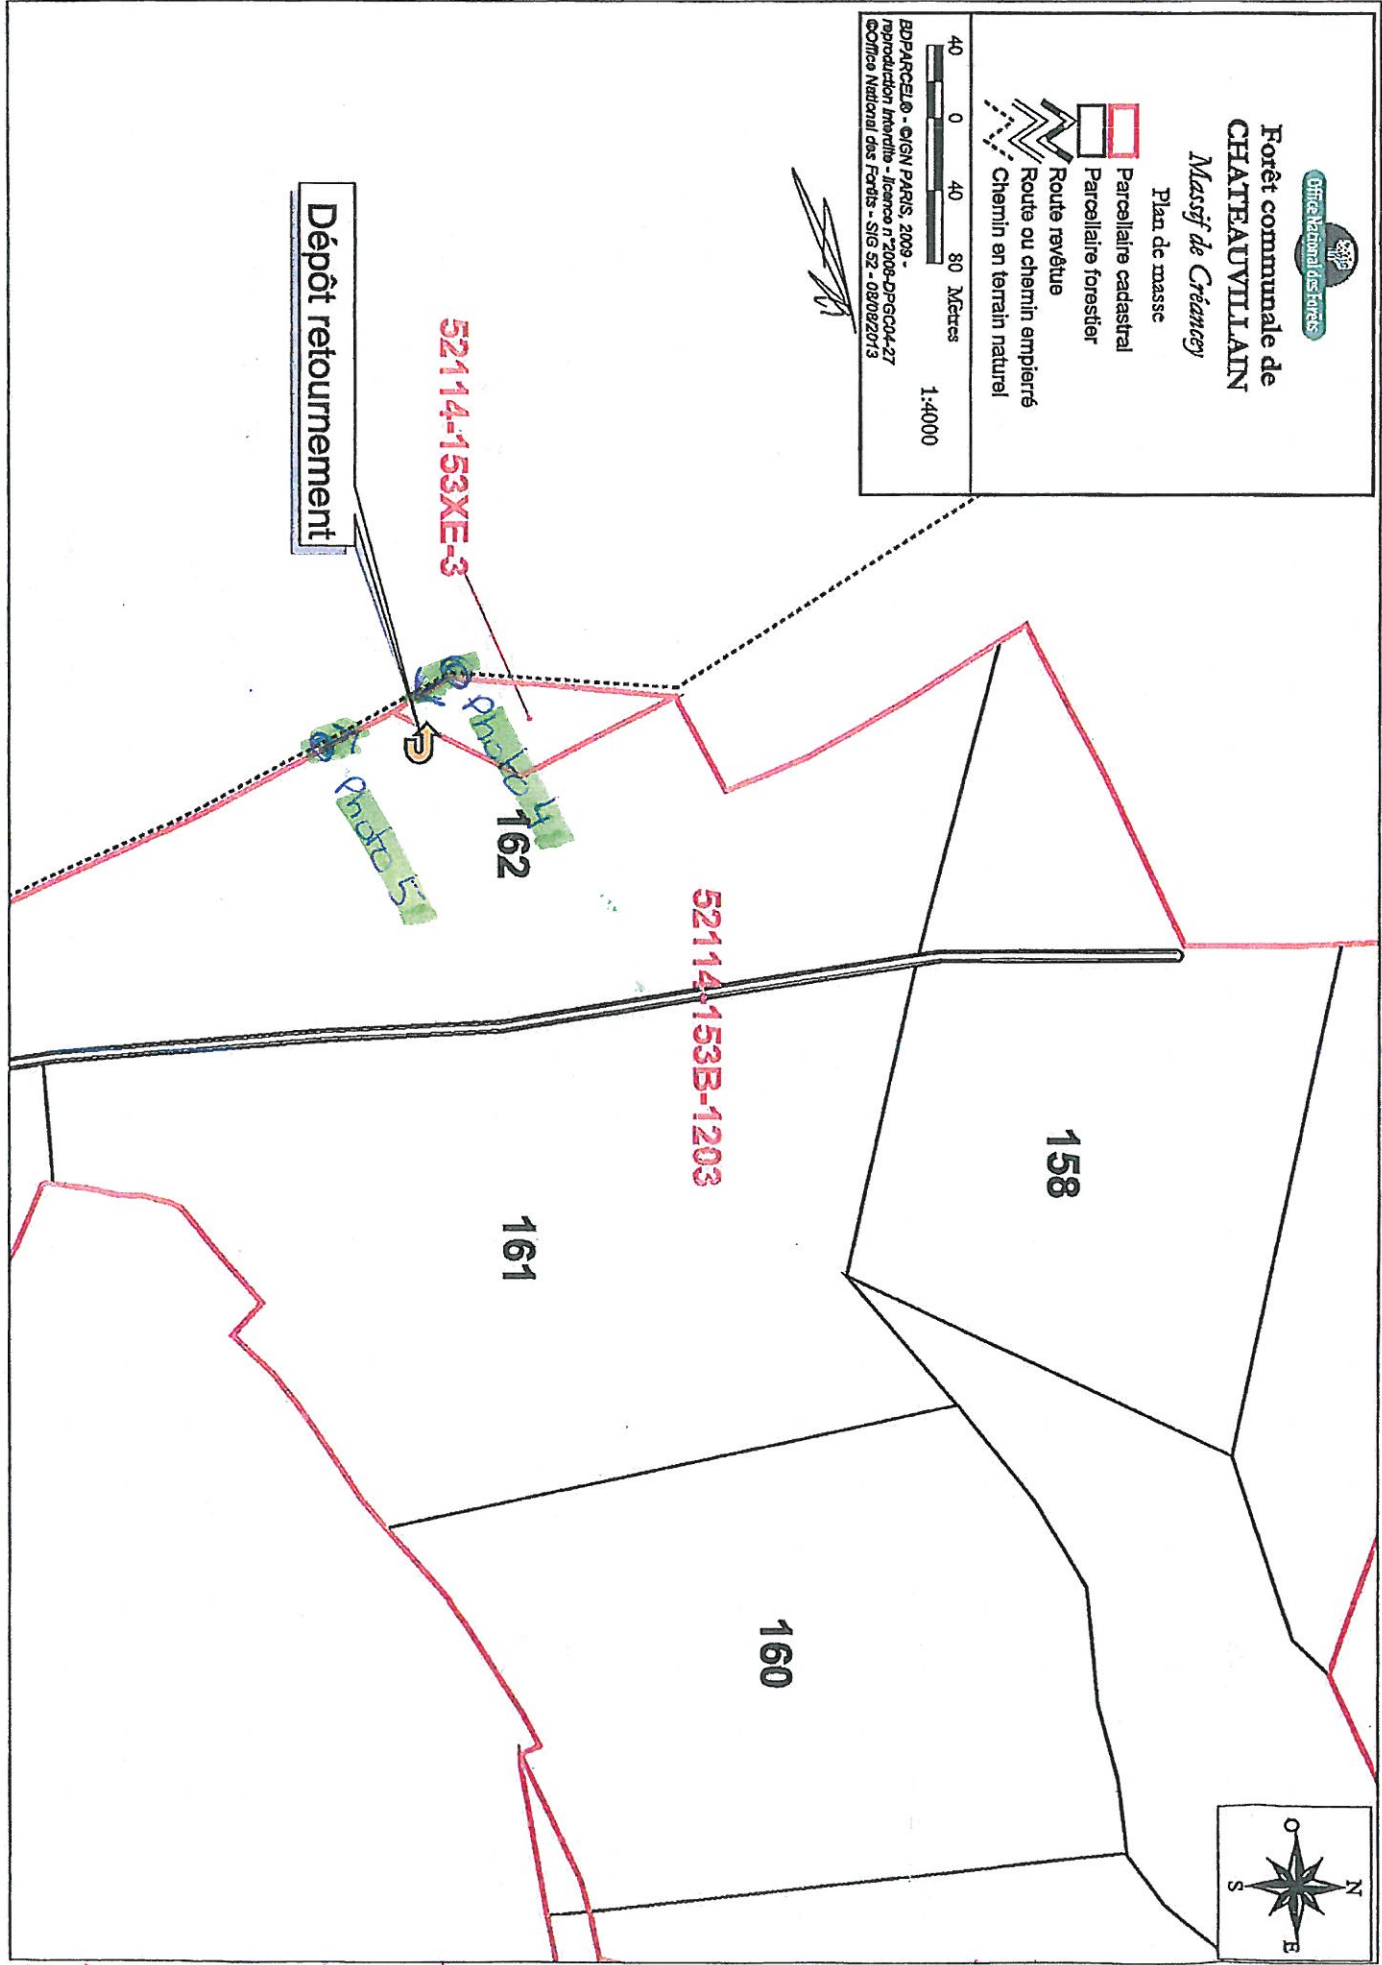 Office National des Forêts
Forêt communale de
CHATEAUVILLAIN
Massif de Créancey
Plan de masse
Parcellaire cadastral
Parcellaire forestier
Route revêtue
Route ou chemin empierré
Chemin en terrain naturel
40 0 40 80 Mètres
1:4000
BDPARCEL® - ©IGN PARIS, 2009 -
reproduction interdite - licence n°2008-DPGC04-27
©Office National des Forêts - SIG 52 - 08/08/2013
N
O
E
S
158
52114-153B-1203
160
161
162
52114-153XE-3
Photo 4
Photo 5
Dépôt retournement